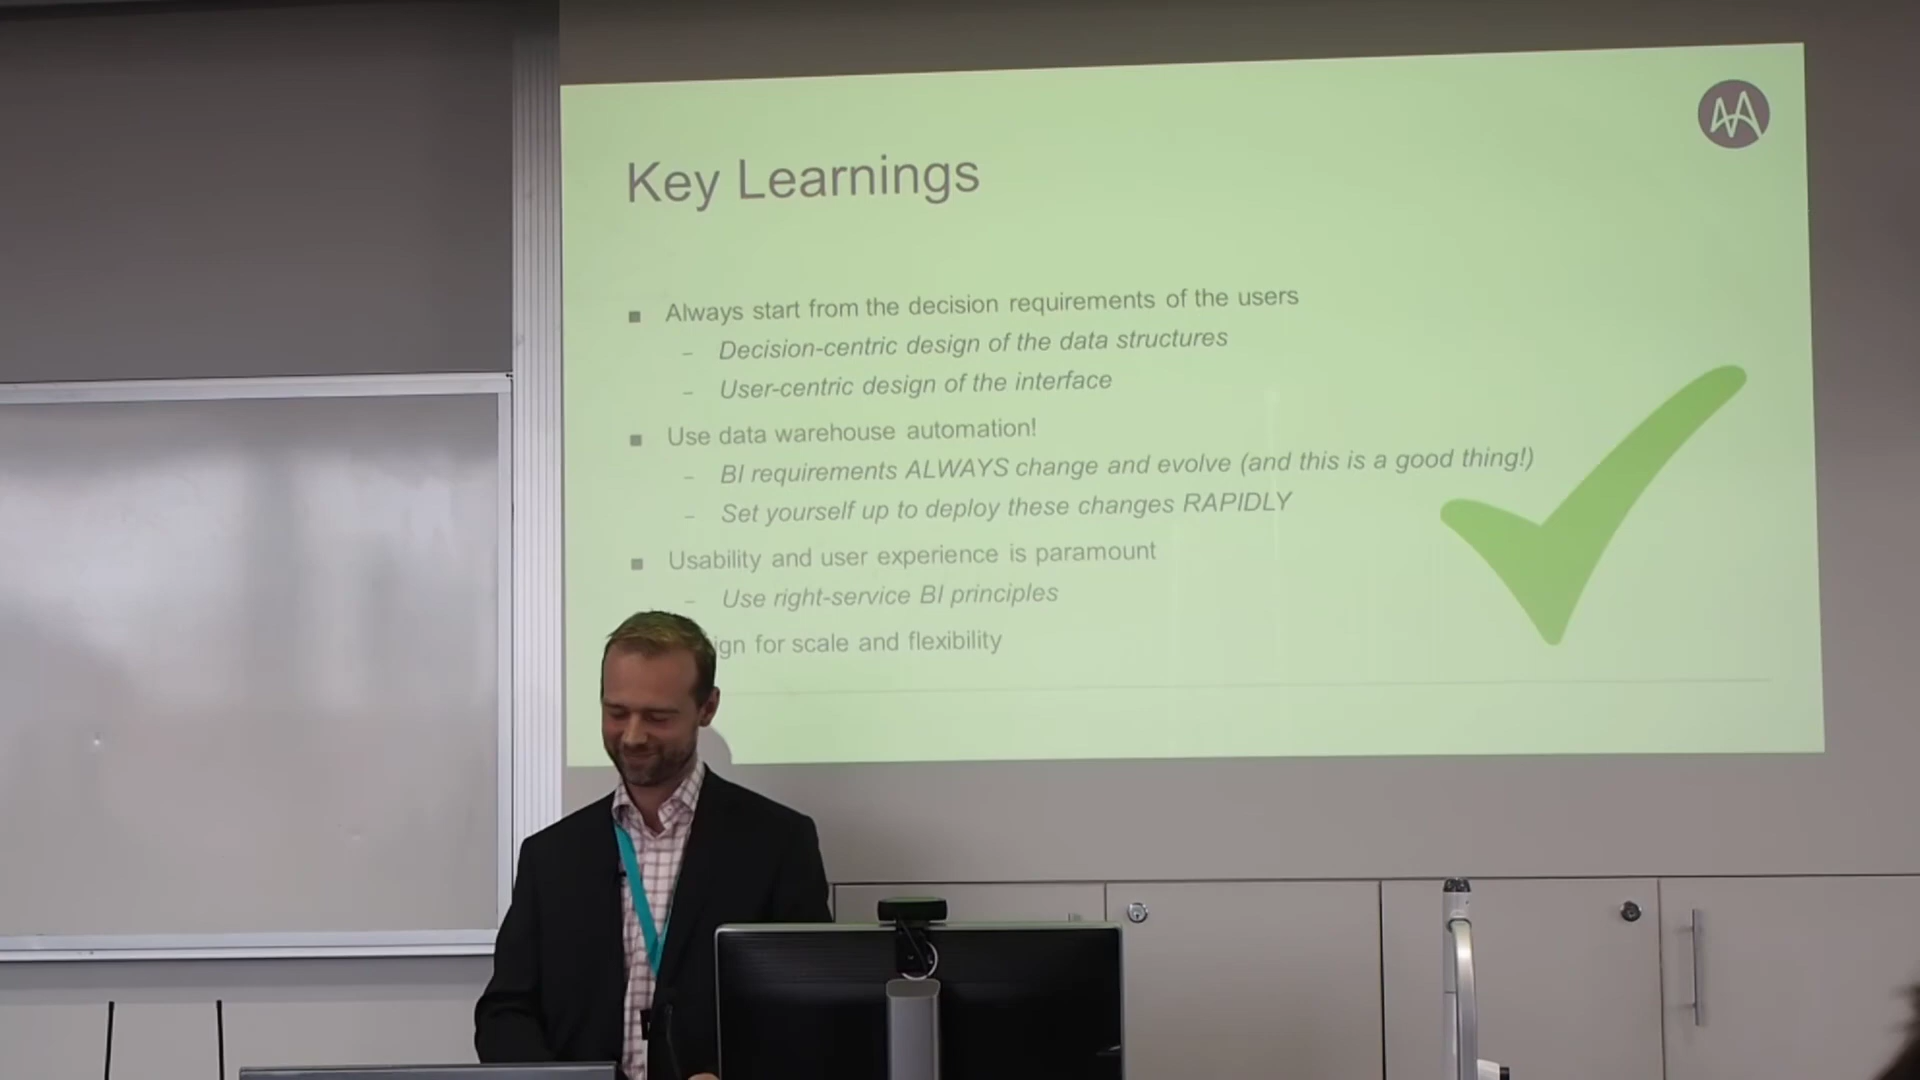 Key Learnings
Always start from the decision requirements of the users
– Decision-centric design of the data structures
– User-centric design of the interface
Use data warehouse automation!
– BI requirements ALWAYS change and evolve (and this is a good thing!)
– Set yourself up to deploy these changes RAPIDLY
Usability and user experience is paramount
– Use right-service BI principles
for scale and flexibility